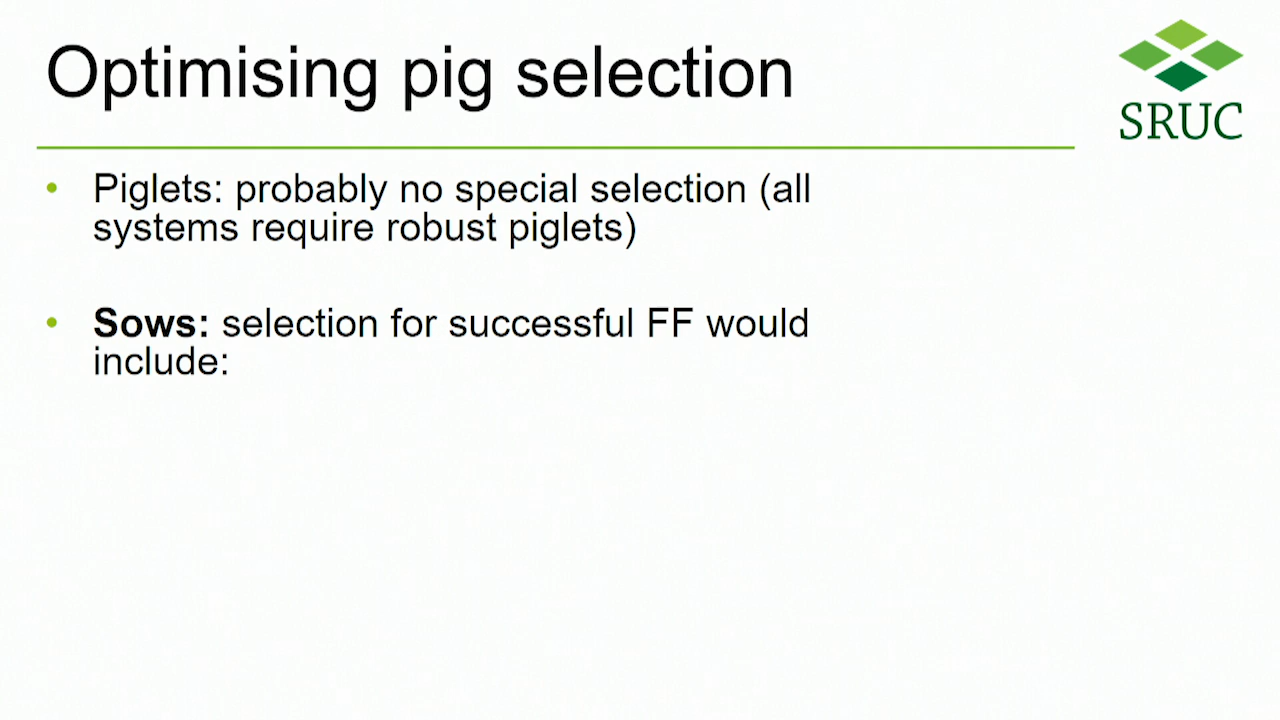 Optimising pig selection
SRUC
• Piglets: probably no special selection (all
systems require robust piglets)
• Sows: selection for successful FF would
include: